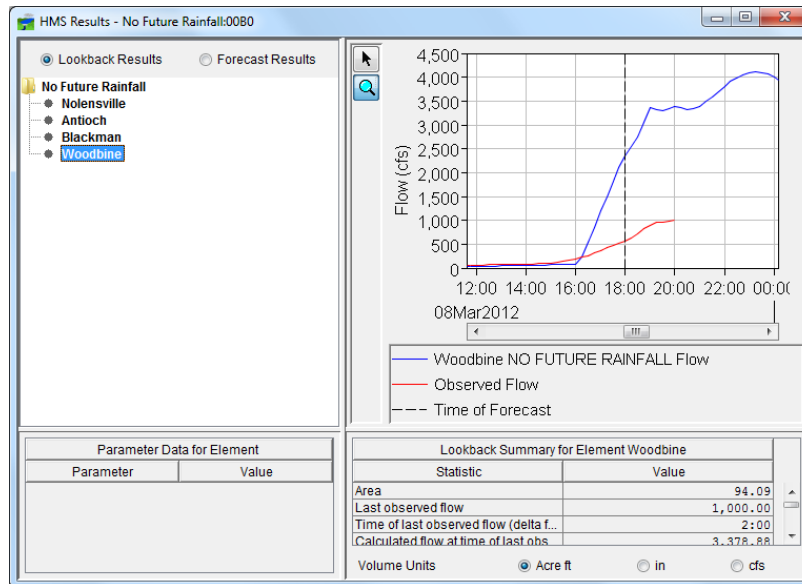 HMS Results - No Future Rainfall:00B0
Lookback Results Forecast Results
No Future Rainfall
Nolensville
Antioch
Blackman
Woodbine
Flow (cfs)
4,500
4,000
3,500
3,000
2,500
2,000
1,500
1,000
500
0
12:00 14:00 16:00 18:00 20:00 22:00 00:0
08Mar2012
Woodbine NO FUTURE RAINFALL Flow
Observed Flow
Time of Forecast
Parameter Data for Element
Parameter Value
Lookback Summary for Element Woodbine
Statistic Value
Area 94.09
Last observed flow 1,000.00
Time of last observed flow (delta f... 2:00
Calculated flow at time of last obs 3,378.88
Volume Units Acre ft in cfs